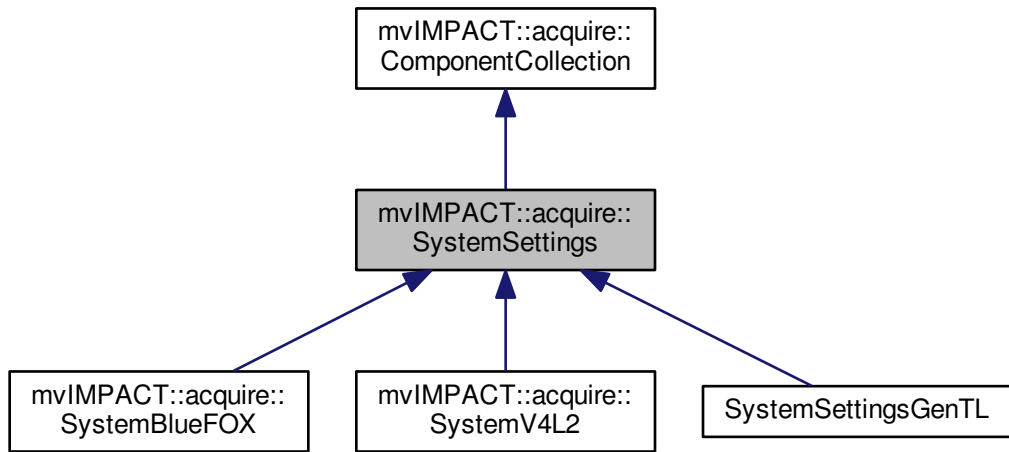 mvIMPACT::acquire::
ComponentCollection
mvIMPACT::acquire::
SystemSettings
mvIMPACT::acquire::
SystemBlueFOX
mvIMPACT::acquire::
SystemV4L2
SystemSettingsGenTL